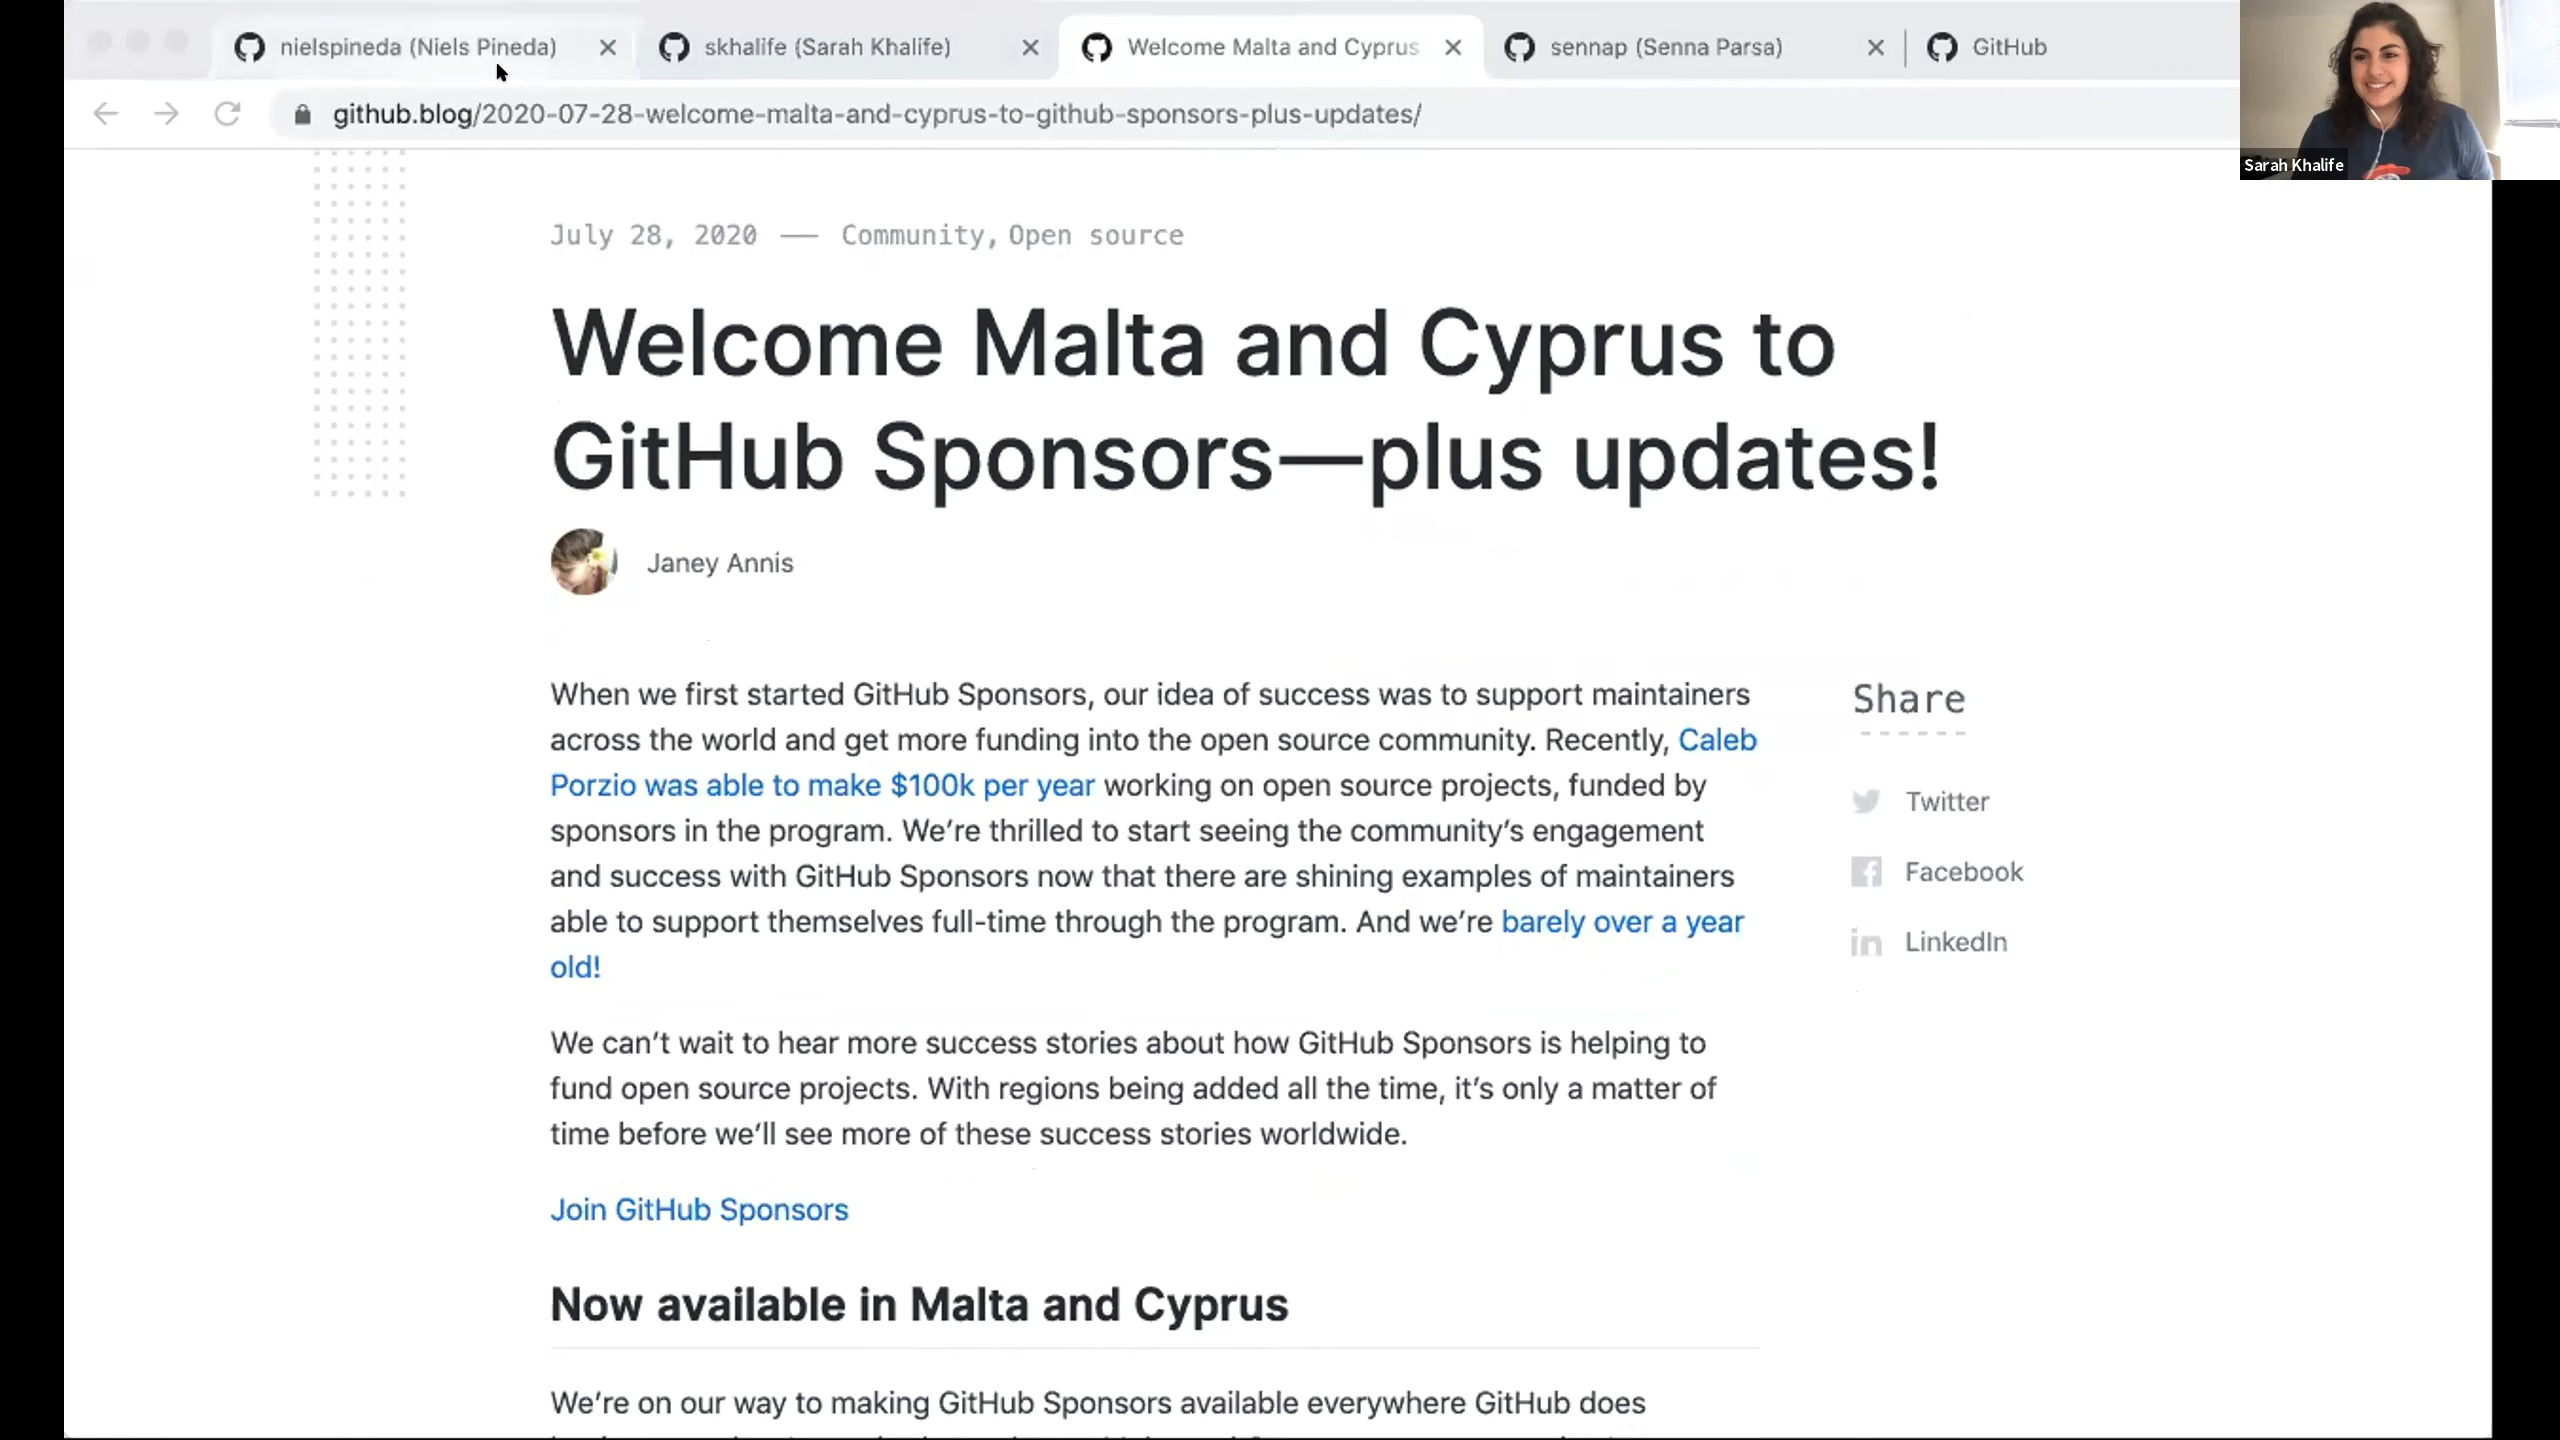 nielspineda (Niels Pineda)
skhalife (Sarah Khalife)
Welcome Malta and Cyprus
sennap (Senna Parsa)
GitHub
github.blog/2020-07-28-welcome-malta-and-cyprus-to-github-sponsors-plus-updates/
Sarah Khalife
July 28, 2020 — Community, Open source
Welcome Malta and Cyprus to
GitHub Sponsors—plus updates!
Janey Annis
When we first started GitHub Sponsors, our idea of success was to support maintainers
across the world and get more funding into the open source community. Recently, Caleb
Porzio was able to make $100k per year working on open source projects, funded by
sponsors in the program. We’re thrilled to start seeing the community’s engagement
and success with GitHub Sponsors now that there are shining examples of maintainers
able to support themselves full-time through the program. And we’re barely over a year
old!
Share
Twitter
Facebook
LinkedIn
We can’t wait to hear more success stories about how GitHub Sponsors is helping to
fund open source projects. With regions being added all the time, it’s only a matter of
time before we’ll see more of these success stories worldwide.
Join GitHub Sponsors
Now available in Malta and Cyprus
We’re on our way to making GitHub Sponsors available everywhere GitHub does